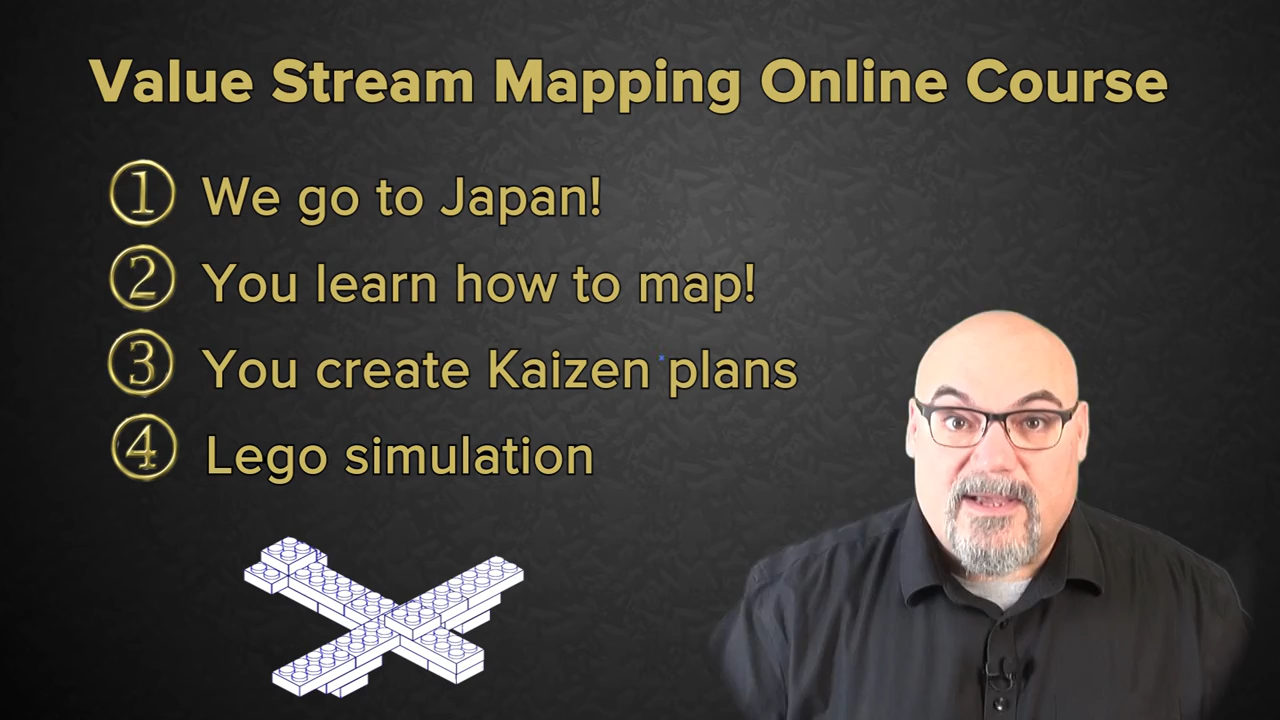 Value Stream Mapping Online Course
1 We go to Japan!
2 You learn how to map!
3 You create Kaizen plans
4 Lego simulation